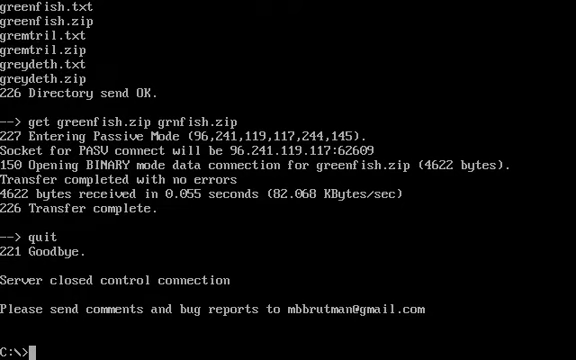 greenfish.txt
greenfish.zip
gremtril.txt
gremtril.zip
greydeth.txt
greydeth.zip
226 Directory send OK.
--> get greenfish.zip grnfish.zip
227 Entering Passive Mode (96,241,119,117,244,145).
Socket for PASV connect will be 96.241.119.117:62609
150 Opening BINARY mode data connection for greenfish.zip (4622 bytes).
Transfer completed with no errors
4622 bytes received in 0.055 seconds (82.068 KBytes/sec)
226 Transfer complete.
--> quit
221 Goodbye.
Server closed control connection
Please send comments and bug reports to mbbrutman@gmail.com
C:\>